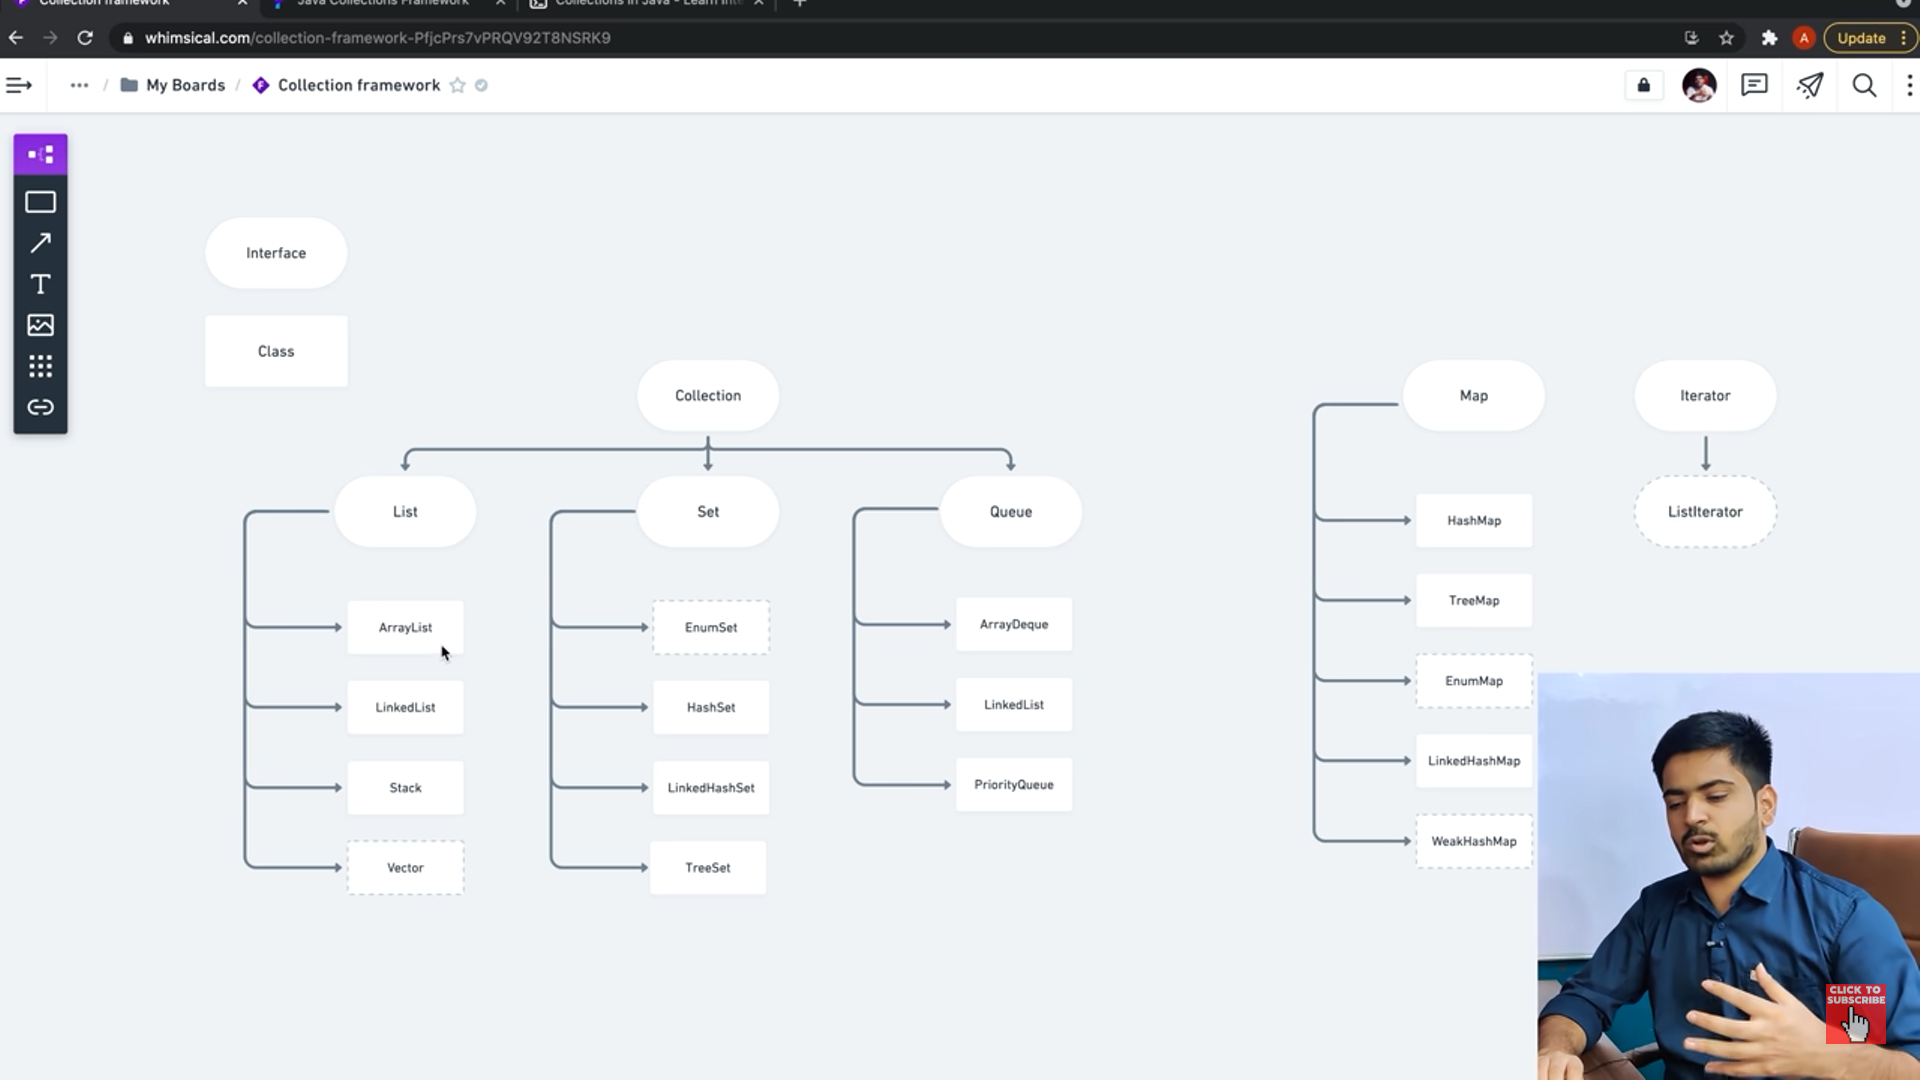 Collection framework
Java Collections Framework
Collections in Java - Learn Inte
whimsical.com/collection-framework-PfjcPrs7vPRQV92T8NSRK9
A
Update
... / My Boards / Collection framework
T
Interface
Class
Collection
Map
Iterator
List
Set
Queue
HashMap
ListIterator
TreeMap
ArrayList
EnumSet
ArrayDeque
EnumMap
LinkedList
HashSet
LinkedList
LinkedHashMap
Stack
LinkedHashSet
PriorityQueue
WeakHashMap
Vector
TreeSet
CLICK TO
SUBSCRIBE